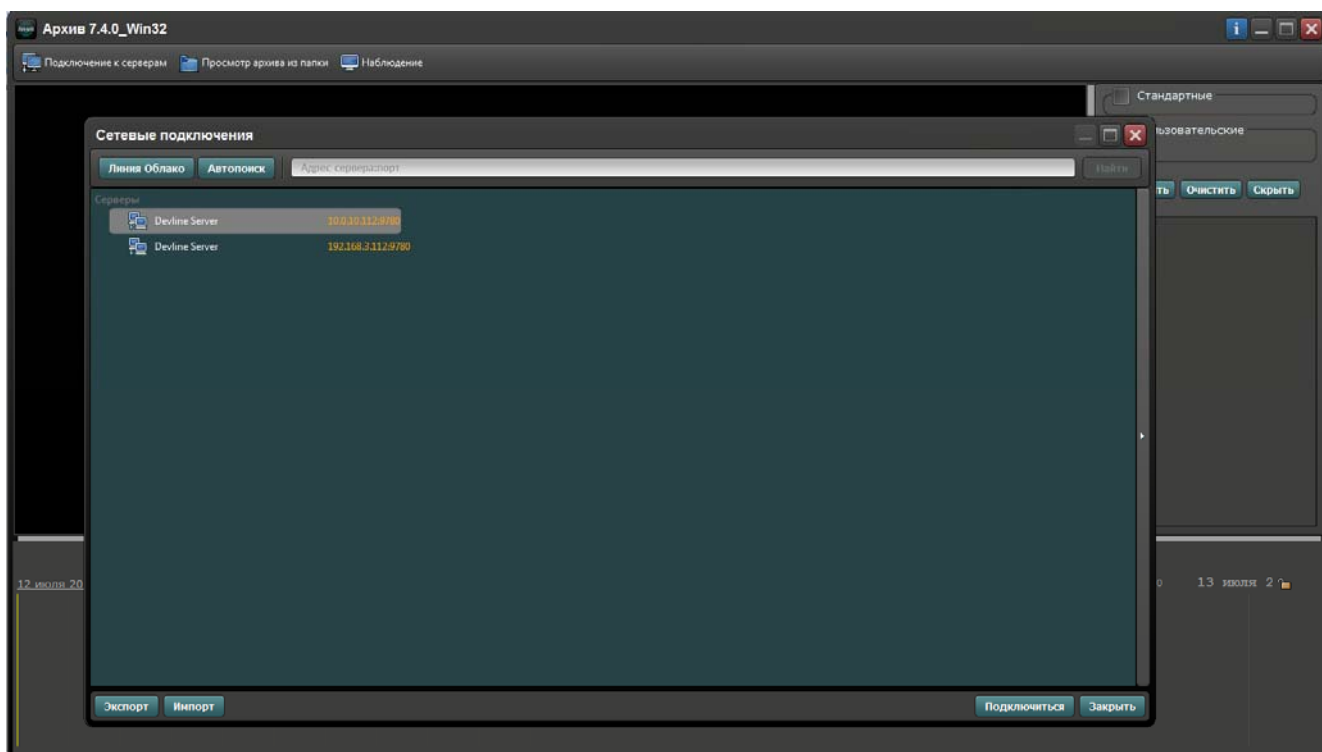 Архив 7.4.0_Win32
Подключение к серверам Просмотр архива из папки Наблюдение
Стандартные
Сетевые подключения
льзовательские
Линия Облако Автопоиск Адрес сервера:порт Найти
ть Очистить Скрыть
Серверы
Devline Server 10.0.10.112:9780
Devline Server 192.168.3.112:9780
12 июля 20 0 13 июля 2
Экспорт Импорт Подключиться Закрыть